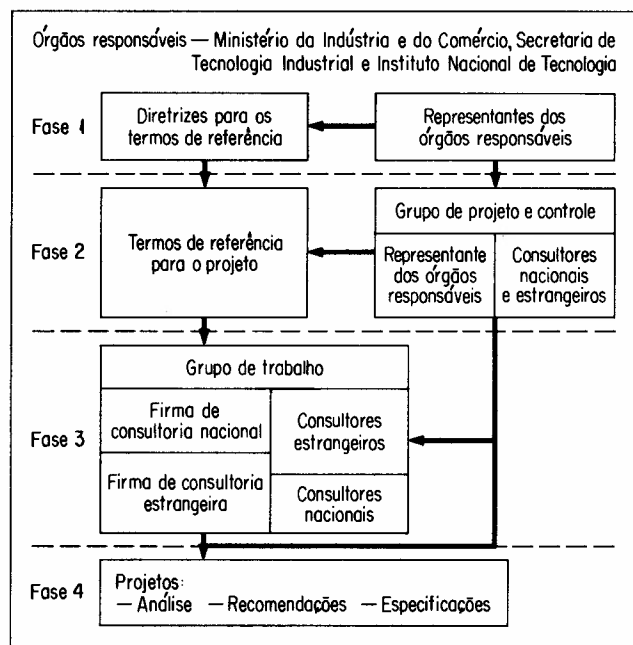 Órgãos responsáveis — Ministério da Indústria e do Comércio, Secretaria de
Tecnologia Industrial e Instituto Nacional de Tecnologia
Fase 1
Diretrizes para os
termos de referência
Representantes dos
órgãos responsáveis
Fase 2
Termos de referência
para o projeto
Grupo de projeto e controle
Representante
dos órgãos
responsáveis
Consultores
nacionais
e estrangeiros
Fase 3
Grupo de trabalho
Firma de
consultoria nacional
Consultores
estrangeiros
Firma de consultoria
estrangeira
Consultores
nacionais
Fase 4
Projetos:
— Análise — Recomendações — Especificações